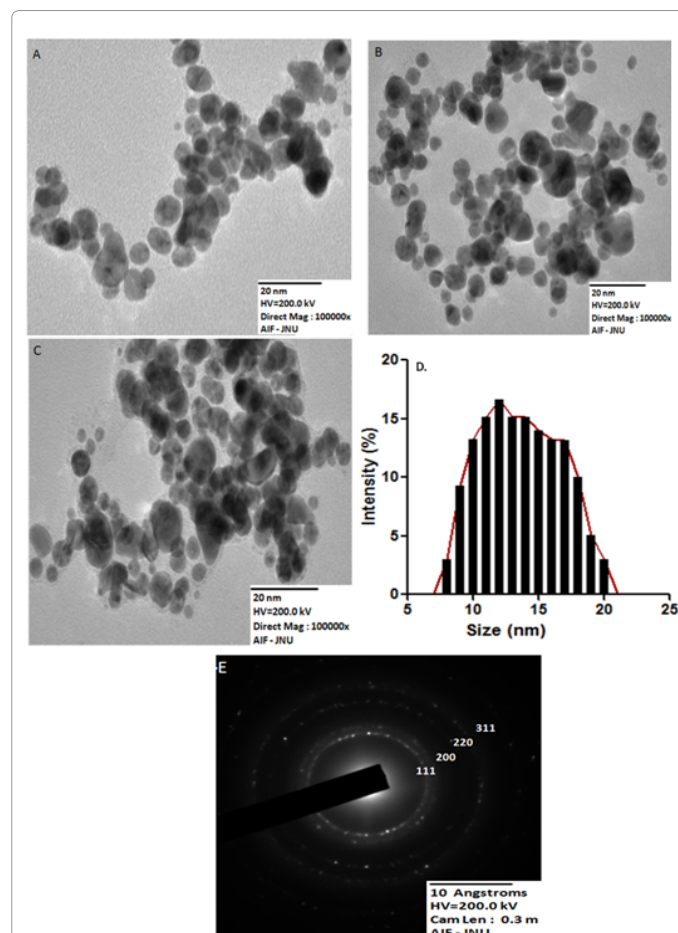 A
20 nm
HV=200.0 kV
Direct Mag : 100000x
AIF - JNU
B
20 nm
HV=200.0 kV
Direct Mag : 100000x
AIF - JNU
C
20 nm
HV=200.0 kV
Direct Mag : 100000x
AIF - JNU
D.
Intensity (%)
20
15
10
5
0
5 10 15 20 25
Size (nm)
E
311
220
200
111
10 Angstroms
HV=200.0 kV
Cam Len : 0.3 m
AIF - JNU